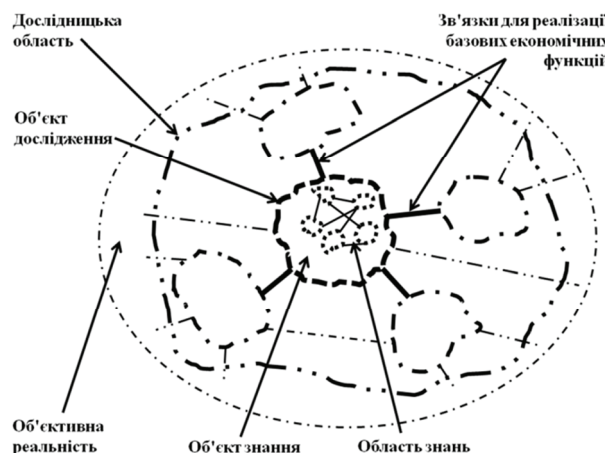 Дослідницька
область
Зв'язки для реалізації
базових економічних
функцій
Об'єкт
дослідження
Об'єктивна
реальність
Об'єкт знання
Область знань